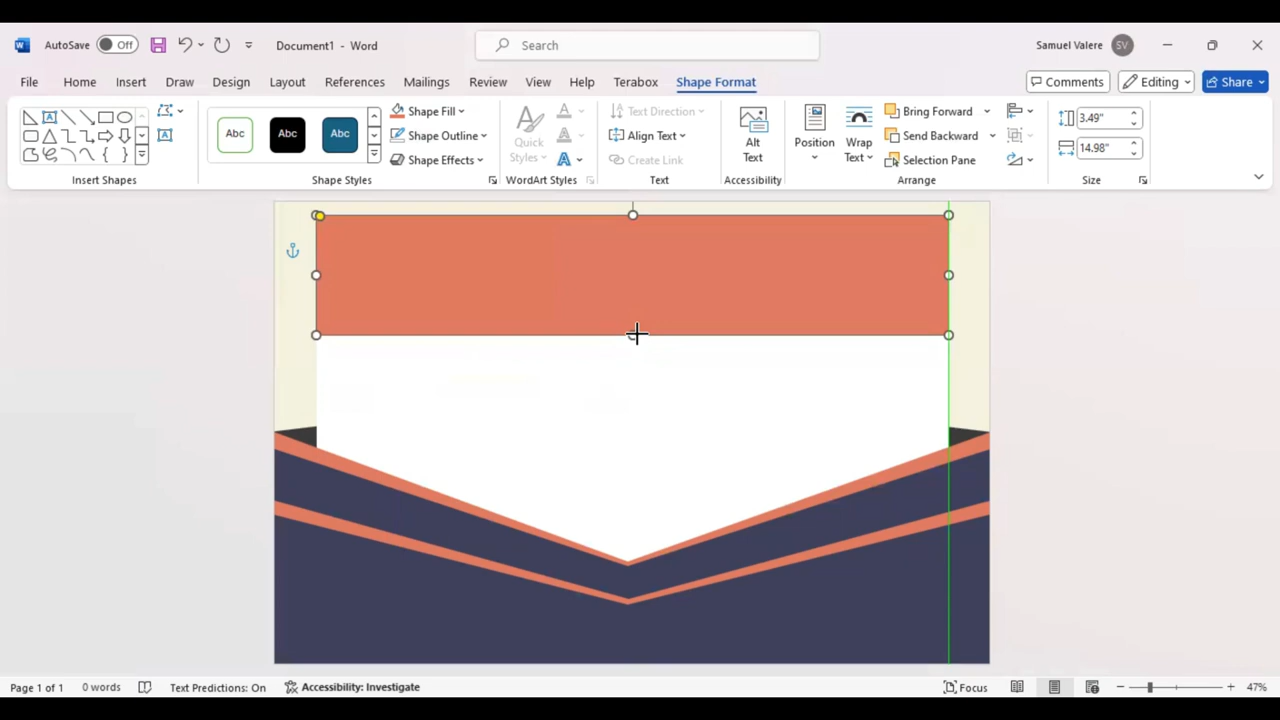 AutoSave Off Document1 - Word Search Samuel Valere SV
File Home Insert Draw Design Layout References Mailings Review View Help Terabox Shape Format Comments Editing Share
Abc Abc Abc
Shape Fill
Shape Outline
Shape Effects
Quick Styles
Text Direction
Align Text
Create Link
Alt Text
Position
Wrap Text
Bring Forward
Send Backward
Selection Pane
3.49"
14.98"
Insert Shapes Shape Styles WordArt Styles Text Accessibility Arrange Size
Page 1 of 1 0 words Text Predictions: On Accessibility: Investigate Focus 47%